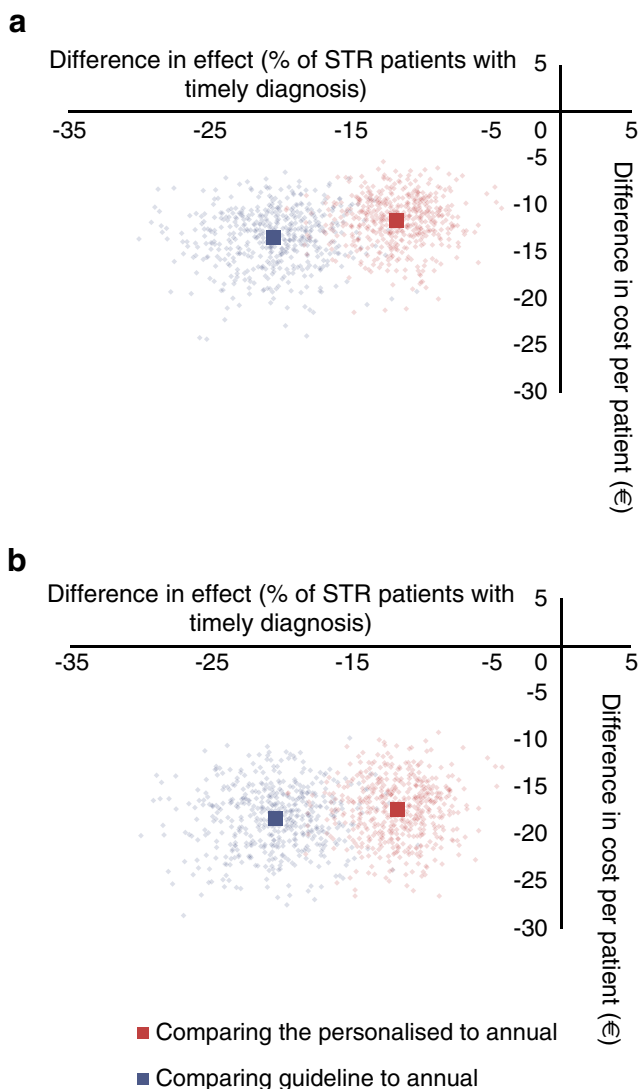 a
Difference in effect (% of STR patients with
timely diagnosis)
5
-35 -25 -15 -5 0 5
-5
-10
-15
-20
-25
-30
Difference in cost per patient (€)
b
Difference in effect (% of STR patients with
timely diagnosis)
5
-35 -25 -15 -5 0 5
-5
-10
-15
-20
-25
-30
Difference in cost per patient (€)
Comparing the personalised to annual
Comparing guideline to annual